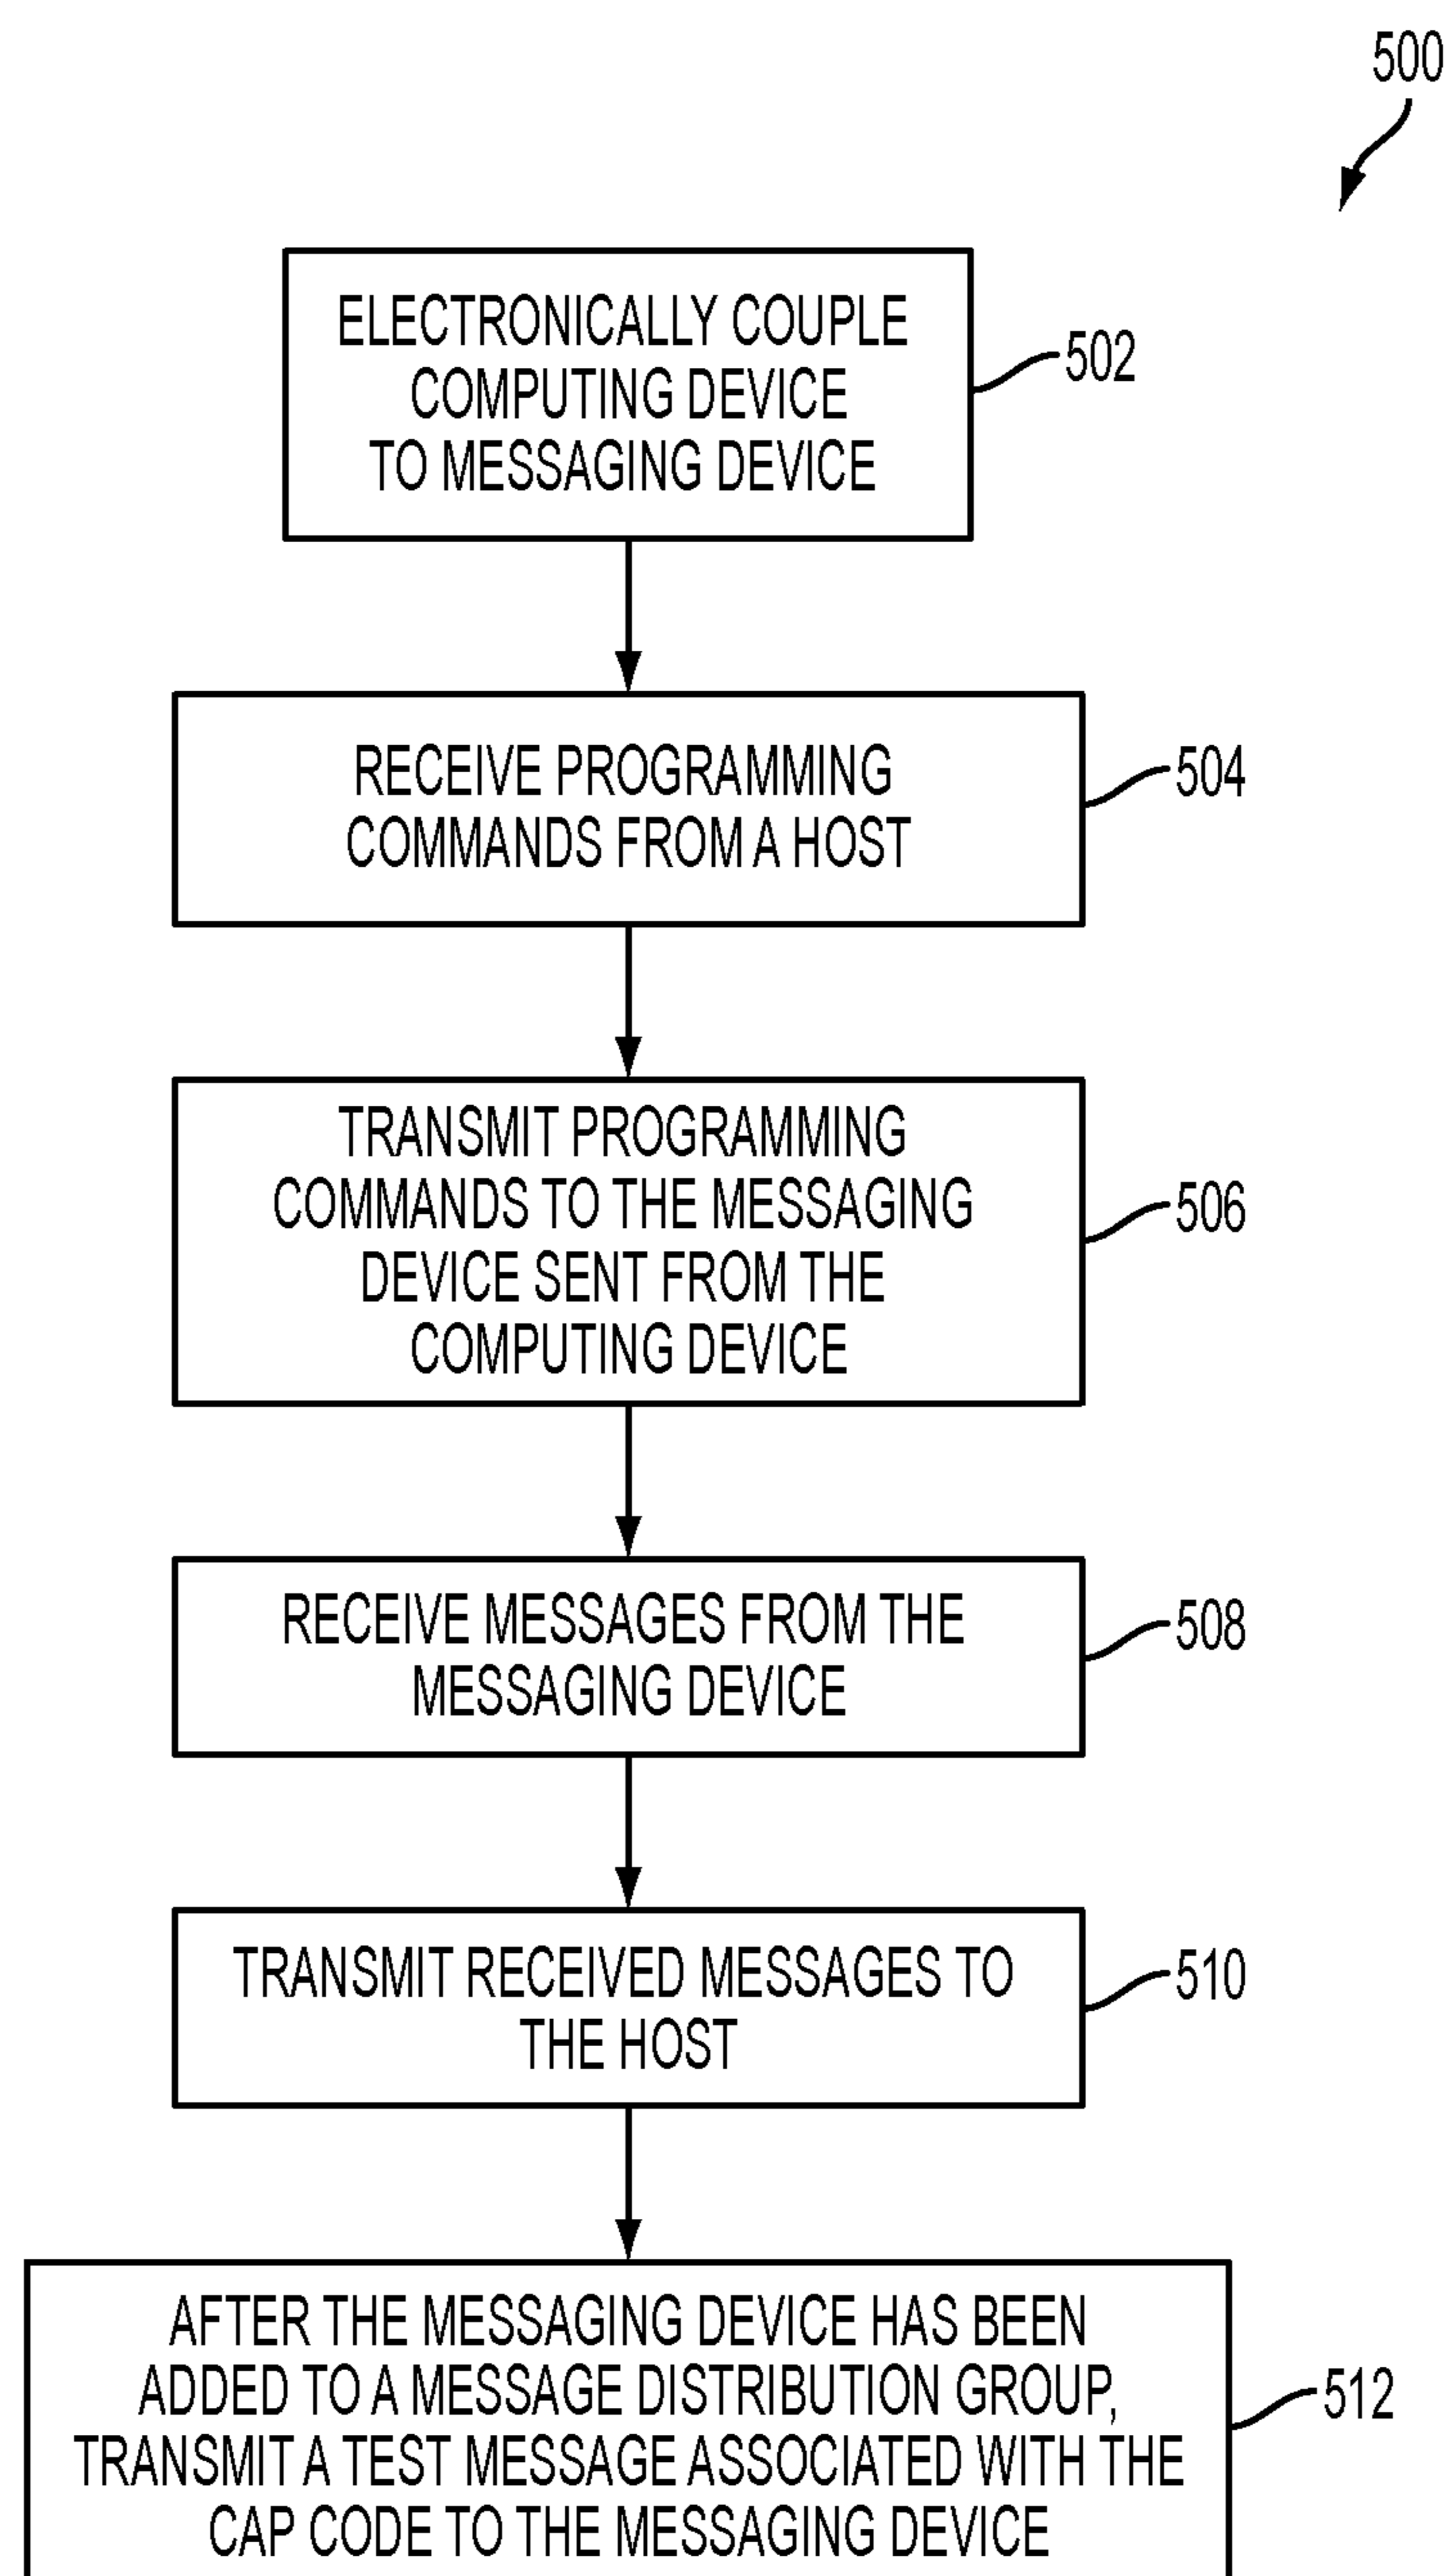 500
ELECTRONICALLY COUPLE
COMPUTING DEVICE
TO MESSAGING DEVICE
502
RECEIVE PROGRAMMING
COMMANDS FROM A HOST
504
TRANSMIT PROGRAMMING
COMMANDS TO THE MESSAGING
DEVICE SENT FROM THE
COMPUTING DEVICE
506
RECEIVE MESSAGES FROM THE
MESSAGING DEVICE
508
TRANSMIT RECEIVED MESSAGES TO
THE HOST
510
AFTER THE MESSAGING DEVICE HAS BEEN
ADDED TO A MESSAGE DISTRIBUTION GROUP,
TRANSMIT A TEST MESSAGE ASSOCIATED WITH THE
CAP CODE TO THE MESSAGING DEVICE
512